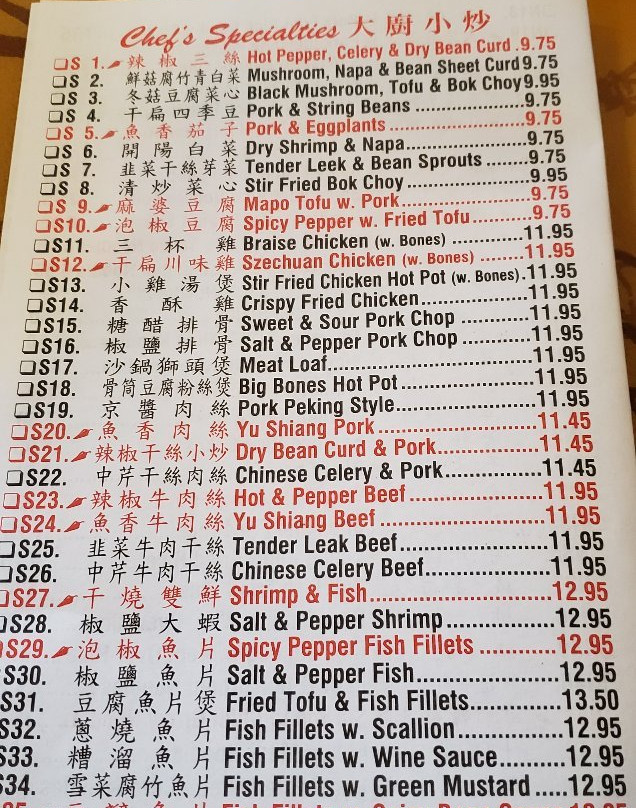 Chef's Specialties 大廚小炒
❑S 1. 辣椒三絲 Hot Pepper, Celery & Dry Bean Curd .9.75
❑S 2. 鮮菇腐竹青白菜 Mushroom, Napa & Bean Sheet Curd 9.75
❑S 3. 冬菇豆腐菜心 Black Mushroom, Tofu & Bok Choy 9.95
❑S 4. 干扁四季豆 Pork & String Beans ..................9.75
❑S 5. 魚香茄子 Pork & Eggplants ......................9.75
❑S 6. 開陽白菜 Dry Shrimp & Napa....................9.75
❑S 7. 韭菜干絲芽菜 Tender Leek & Bean Sprouts .......9.75
❑S 8. 清炒菜心 Stir Fried Bok Choy ....................9.95
❑S 9. 麻婆豆腐 Mapo Tofu w. Pork.....................9.75
❑S10. 泡椒豆腐 Spicy Pepper w. Fried Tofu..........9.75
❑S11. 三杯雞 Braise Chicken (w. Bones) ............11.95
❑S12. 干扁川味雞 Szechuan Chicken (w. Bones) .......11.95
❑S13. 小雞湯煲 Stir Fried Chicken Hot Pot (w. Bones).11.95
❑S14. 香酥雞 Crispy Fried Chicken..................11.95
❑S15. 糖醋排骨 Sweet & Sour Pork Chop ............11.95
❑S16. 椒鹽排骨 Salt & Pepper Pork Chop ............11.95
❑S17. 沙鍋獅頭煲 Meat Loaf...............................11.95
❑S18. 骨筒豆腐粉絲煲 Big Bones Hot Pot.....................11.95
❑S19. 京醬肉絲 Pork Peking Style.....................11.95
❑S20. 魚香肉絲 Yu Shiang Pork .......................11.45
❑S21. 辣椒干絲小炒 Dry Bean Curd & Pork...............11.45
❑S22. 中芹干絲肉絲 Chinese Celery & Pork...............11.45
❑S23. 辣椒牛肉絲 Hot & Pepper Beef ...................11.95
❑S24. 魚香牛肉絲 Yu Shiang Beef .......................11.95
❑S25. 韭菜牛肉干絲 Tender Leak Beef.....................11.95
❑S26. 中芹牛肉干絲 Chinese Celery Beef..................11.95
❑S27. 干燒雙鮮 Shrimp & Fish.........................12.95
❑S28. 椒鹽大蝦 Salt & Pepper Shrimp...............12.95
S29. 泡椒魚片 Spicy Pepper Fish Fillets ...........12.95
S30. 椒鹽魚片 Salt & Pepper Fish...................12.95
S31. 豆腐魚片煲 Fried Tofu & Fish Fillets............13.50
S32. 蔥燒魚片 Fish Fillets w. Scallion..............12.95
S33. 糟溜魚片 Fish Fillets w. Wine Sauce.........12.95
S34. 雪菜腐竹魚片 Fish Fillets w. Green Mustard .....12.95